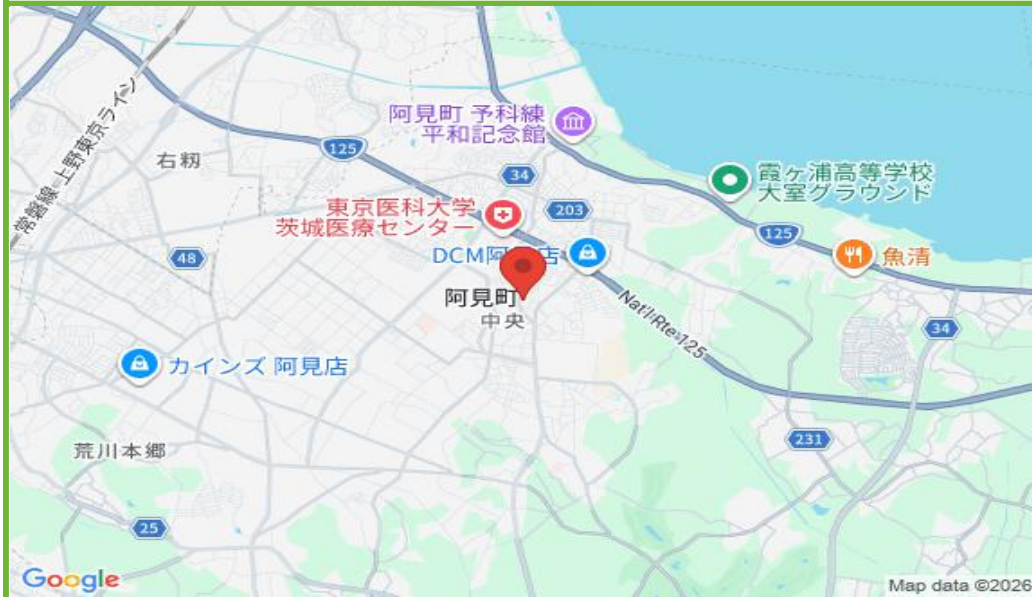 常磐線 上野東京ライン
阿見町 予科練
平和記念館
125
右籾
34
霞ヶ浦高等学校
大室グラウンド
東京医科大学
茨城医療センター
203
125
48
DCM阿
店
魚清
阿見町
中央
Nat'l Rte 125
34
カインズ 阿見店
231
荒川本郷
25
Google
Map data ©2026